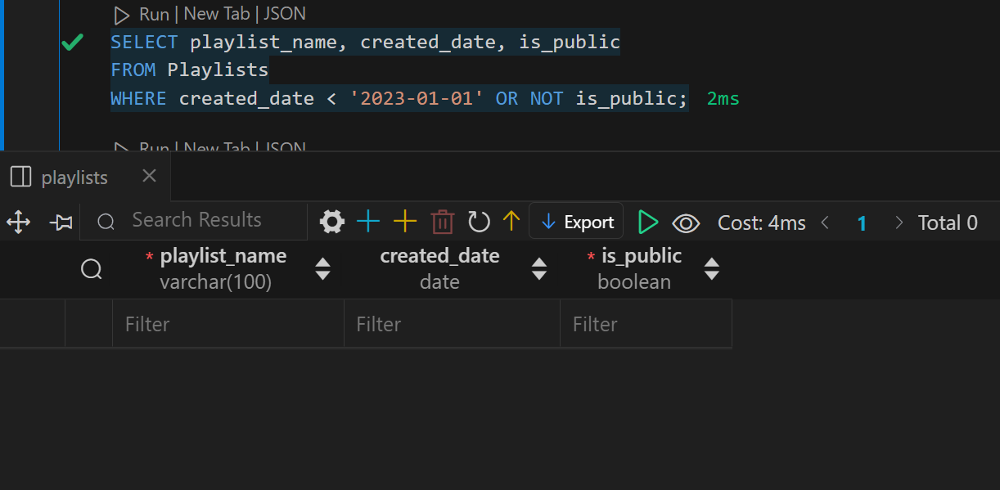 Run | New Tab | JSON
SELECT playlist_name, created_date, is_public
FROM Playlists
WHERE created_date < '2023-01-01' OR NOT is_public; 2ms
Run | New Tab | JSON
playlists
Search Results Export Cost: 4ms 1 Total 0
* playlist_name created_date * is_public
varchar(100) date boolean
Filter Filter Filter